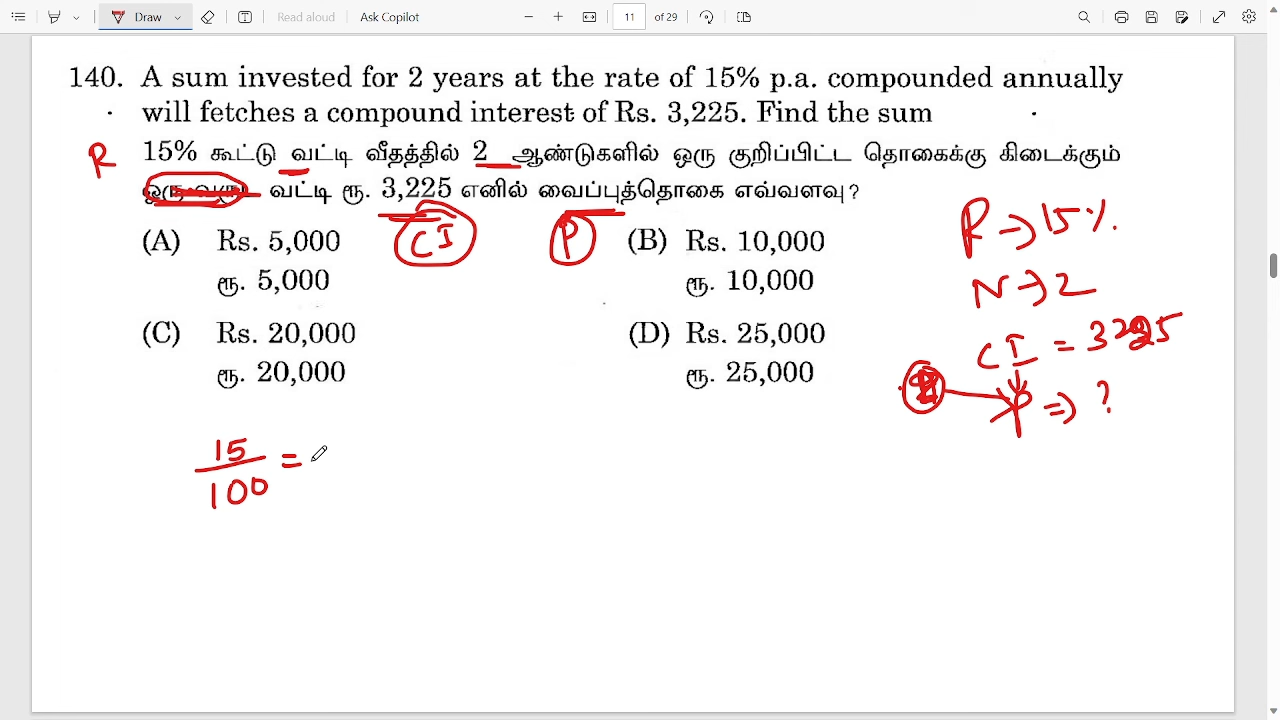 Draw
Read aloud
Ask Copilot
11 of 29
140. A sum invested for 2 years at the rate of 15% p.a. compounded annually
will fetches a compound interest of Rs. 3,225. Find the sum
R 15% கூட்டு வட்டி வீதத்தில் 2 ஆண்டுகளில் ஒரு குறிப்பிட்ட தொகைக்கு கிடைக்கும்
வட்டி ரூ. 3,225 எனில் வைப்புத்தொகை எவ்வளவு?
CI P
(A) Rs. 5,000 (B) Rs. 10,000
ரூ. 5,000 ரூ. 10,000
(C) Rs. 20,000 (D) Rs. 25,000
ரூ. 20,000 ரூ. 25,000
R → 15%
N → 2
CI = 3225
P ⇒ ?
15/100 =